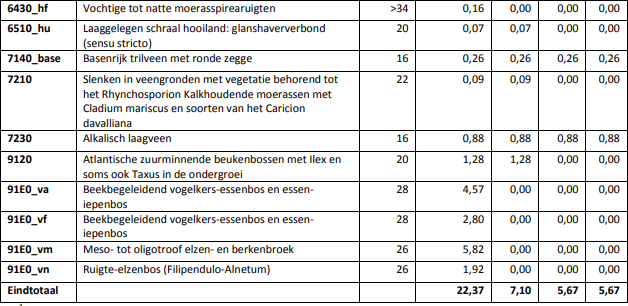 6430_hf Vochtige tot natte moerasspirearuigten >34 0,16 0,00 0,00 0,00
6510_hu Laaggelegen schraal hooiland: glanshaververbond 20 0,07 0,07 0,00 0,00
(sensu stricto)
7140_base Basenrijk trilveen met ronde zegge 16 0,26 0,26 0,26 0,26
7210 Slenken in veengronden met vegetatie behorend tot 22 0,09 0,09 0,00 0,00
het Rhynchosporion Kalkhoudende moerassen met
Cladium mariscus en soorten van het Caricion
davalliana
7230 Alkalisch laagveen 16 0,88 0,88 0,88 0,88
9120 Atlantische zuurminnende beukenbossen met Ilex en 20 1,28 1,28 0,00 0,00
soms ook Taxus in de ondergroei
91E0_va Beekbegeleidend vogelkers-essenbos en essen- 28 4,57 0,00 0,00 0,00
iepenbos
91E0_vf Beekbegeleidend vogelkers-essenbos en essen- 28 2,80 0,00 0,00 0,00
iepenbos
91E0_vm Meso- tot oligotroof elzen- en berkenbroek 26 5,82 0,00 0,00 0,00
91E0_vn Ruigte-elzenbos (Filipendulo-Alnetum) 26 1,92 0,00 0,00 0,00
Eindtotaal 22,37 7,10 5,67 5,67